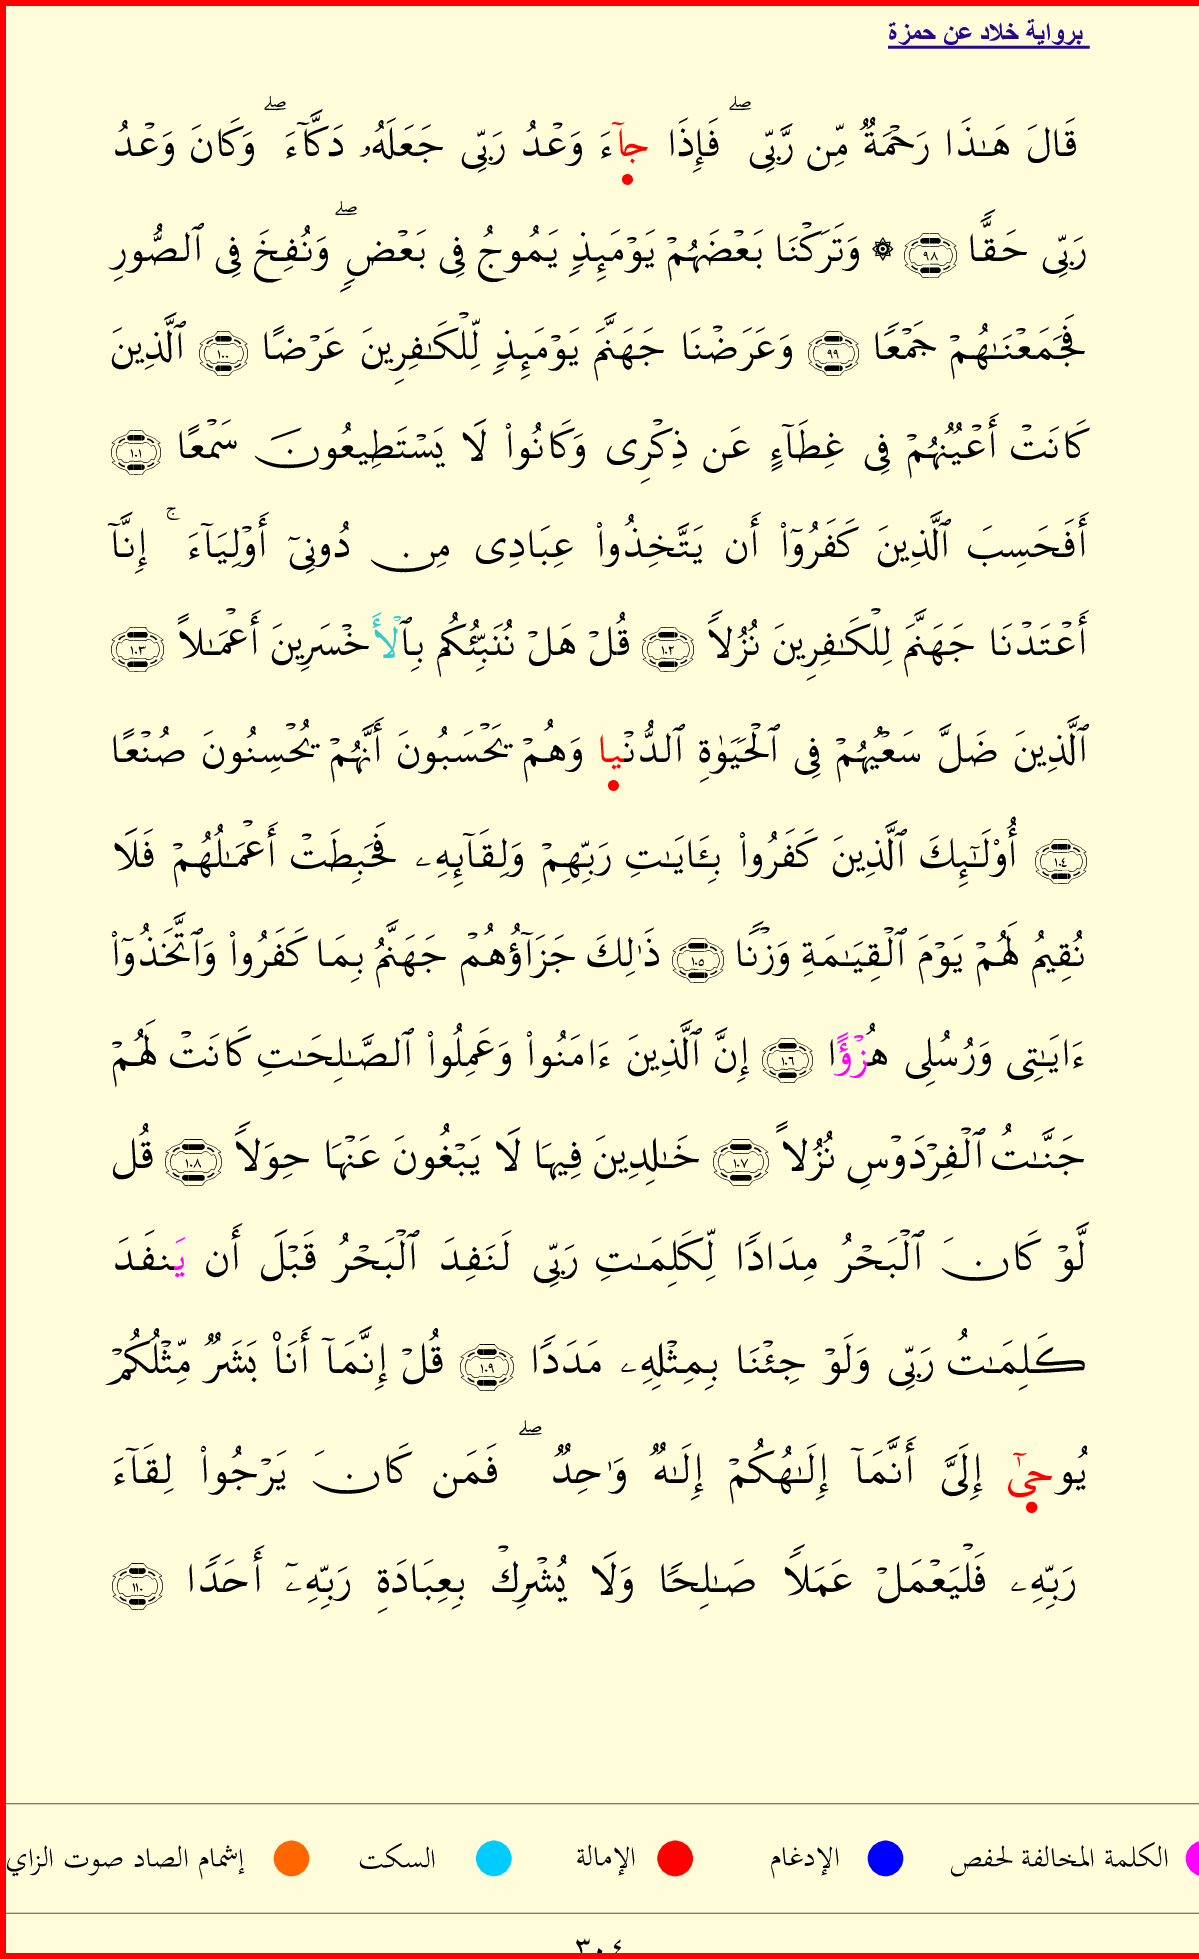 برواية خلاد عن حمزة
قَالَ هَـٰذَا رَحْمَةٌ مِّن رَّبِّى ۖ فَإِذَا جآءَ وَعْدُ رَبِّى جَعَلَهُۥ دَكَّآءَ ۖ وَكَانَ وَعْدُ
رَبِّى حَقًّا ٩٨ ۞ وَتَرَكْنَا بَعْضَهُمْ يَوْمَئِذٍ يَمُوجُ فِى بَعْضٍ ۖ وَنُفِخَ فِى ٱلصُّورِ
فَجَمَعْنَـٰهُمْ جَمْعًا ٩٩ وَعَرَضْنَا جَهَنَّمَ يَوْمَئِذٍ لِّلْكَـٰفِرِينَ عَرْضًا ١٠٠ ٱلَّذِينَ
كَانَتْ أَعْيُنُهُمْ فِى غِطَآءٍ عَن ذِكْرِى وَكَانُوا۟ لَا يَسْتَطِيعُونَ سَمْعًا ١٠١
أَفَحَسِبَ ٱلَّذِينَ كَفَرُوٓا۟ أَن يَتَّخِذُوا۟ عِبَادِى مِن دُونِىٓ أَوْلِيَآءَ ۚ إِنَّآ
أَعْتَدْنَا جَهَنَّمَ لِلْكَـٰفِرِينَ نُزُلاً ١٠٢ قُلْ هَلْ نُنَبِّئُكُم بِٱلْأَخْسَرِينَ أَعْمَـٰلاً ١٠٣
ٱلَّذِينَ ضَلَّ سَعْيُهُمْ فِى ٱلْحَيَوٰةِ ٱلدُّنْيا وَهُمْ يَحْسَبُونَ أَنَّهُمْ يُحْسِنُونَ صُنْعًا
١٠٤ أُو۟لَـٰٓئِكَ ٱلَّذِينَ كَفَرُوا۟ بِـَٔايَـٰتِ رَبِّهِمْ وَلِقَآئِهِۦ فَحَبِطَتْ أَعْمَـٰلُهُمْ فَلَا
نُقِيمُ لَهُمْ يَوْمَ ٱلْقِيَـٰمَةِ وَزْنًا ١٠٥ ذَٰلِكَ جَزَآؤُهُمْ جَهَنَّمُ بِمَا كَفَرُوا۟ وَٱتَّخَذُوٓا۟
ءَايَـٰتِى وَرُسُلِى هُزْؤًا ١٠٦ إِنَّ ٱلَّذِينَ ءَامَنُوا۟ وَعَمِلُوا۟ ٱلصَّـٰلِحَـٰتِ كَانَتْ لَهُمْ
جَنَّـٰتُ ٱلْفِرْدَوْسِ نُزُلاً ١٠٧ خَـٰلِدِينَ فِيهَا لَا يَبْغُونَ عَنْهَا حِوَلاً ١٠٨ قُل
لَّوْ كَانَ ٱلْبَحْرُ مِدَادًا لِّكَلِمَـٰتِ رَبِّى لَنَفِدَ ٱلْبَحْرُ قَبْلَ أَن يَنفَدَ
كَلِمَـٰتُ رَبِّى وَلَوْ جِئْنَا بِمِثْلِهِۦ مَدَدًا ١٠٩ قُلْ إِنَّمَآ أَنَا۠ بَشَرٌ مِّثْلُكُمْ
يُوحىٰٓ إِلَىَّ أَنَّمَآ إِلَـٰهُكُمْ إِلَـٰهٌ وَٰحِدٌ ۖ فَمَن كَانَ يَرْجُوا۟ لِقَآءَ
رَبِّهِۦ فَلْيَعْمَلْ عَمَلاً صَـٰلِحًا وَلَا يُشْرِكْ بِعِبَادَةِ رَبِّهِۦٓ أَحَدًا ١١٠
الكلمة المخالفة لحفص الإدغام الإمالة السكت إشمام الصاد صوت الزاي
٣٠٤